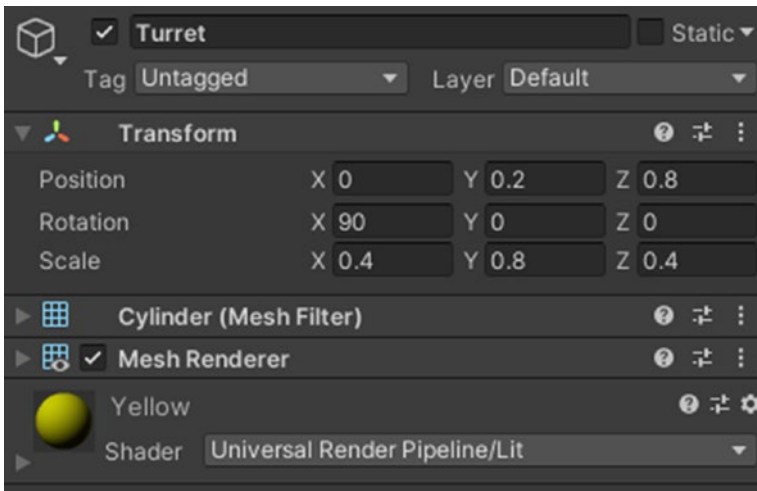 Turret Static
Tag Untagged Layer Default
Transform
Position X 0 Y 0.2 Z 0.8
Rotation X 90 Y 0 Z 0
Scale X 0.4 Y 0.8 Z 0.4
Cylinder (Mesh Filter)
Mesh Renderer
Yellow
Shader Universal Render Pipeline/Lit